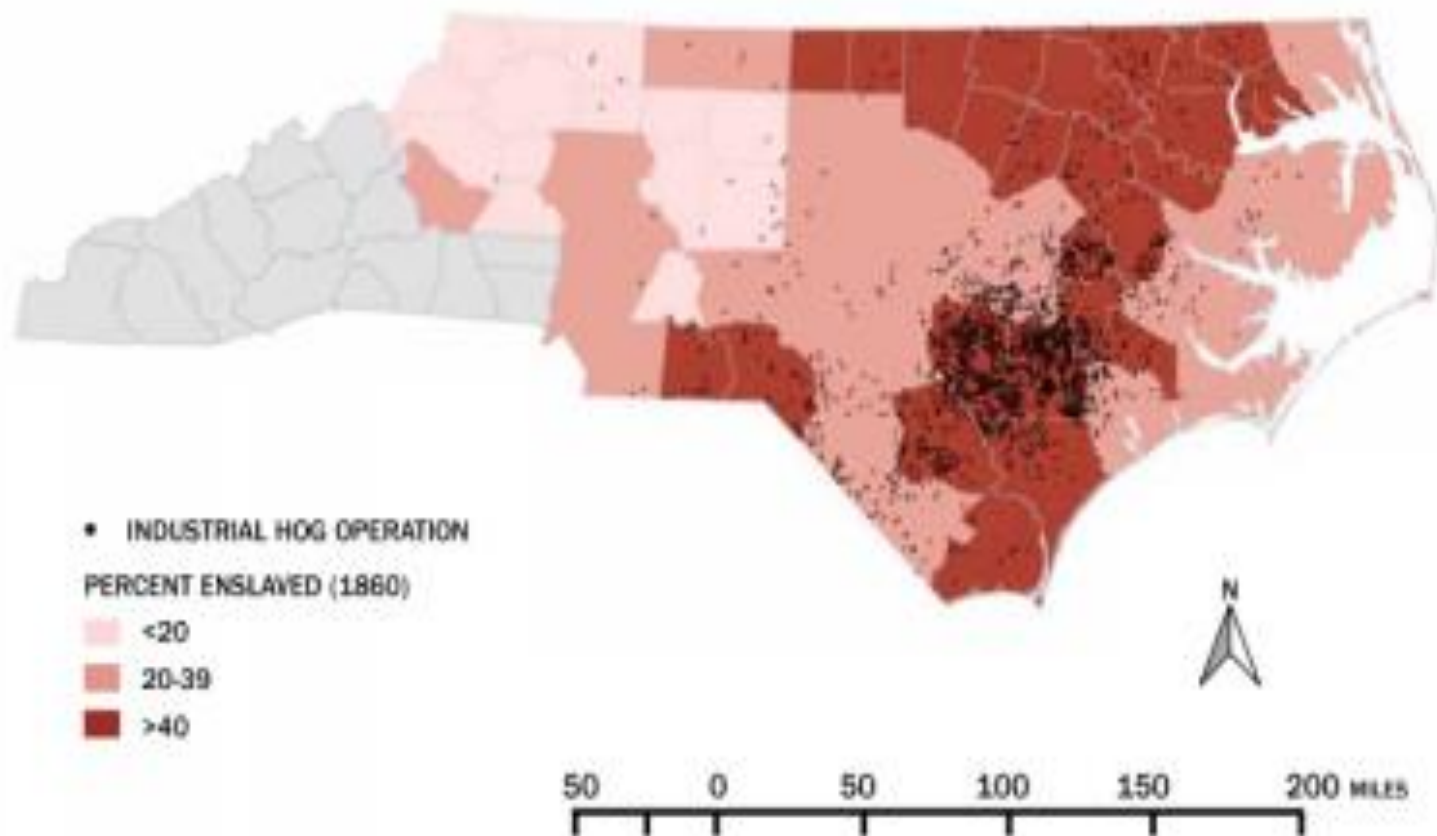 • INDUSTRIAL HOG OPERATION
PERCENT ENSLAVED (1860)
<20
20-39
>40
N
50 0 50 100 150 200 MILES